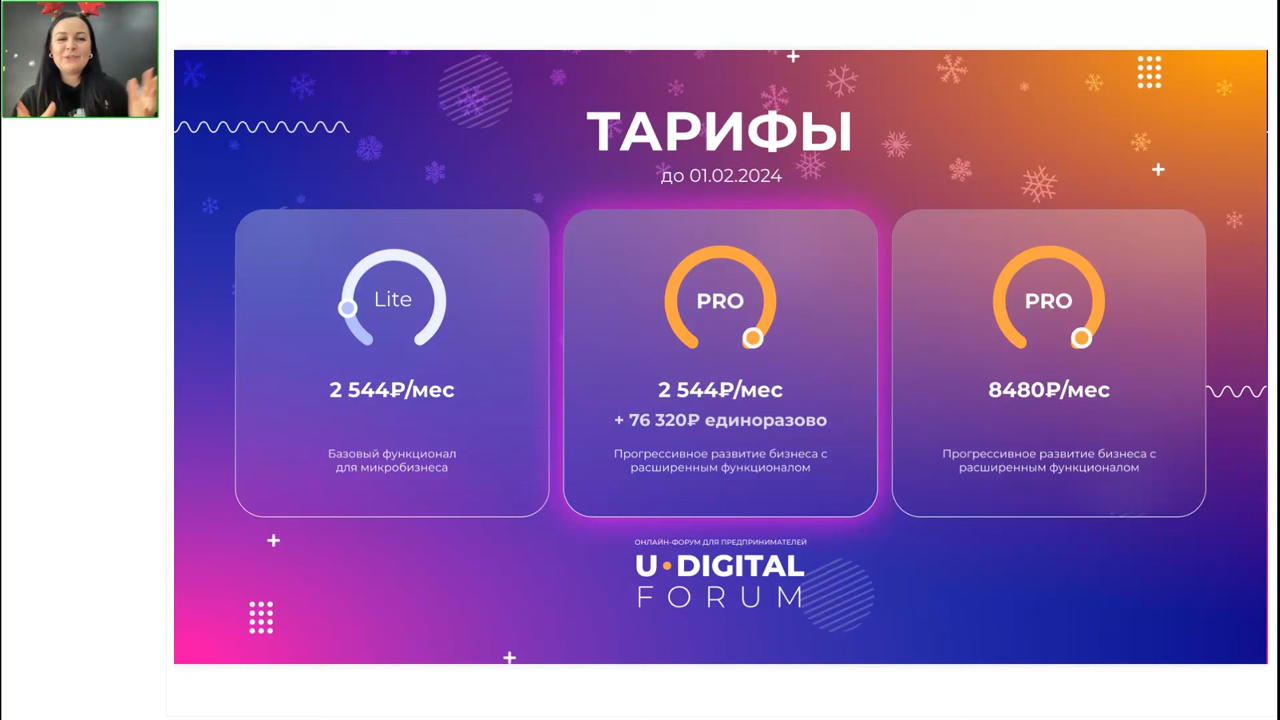 ТАРИФЫ
до 01.02.2024
Lite
2 544₽/мес
Базовый функционал
для микробизнеса
PRO
2 544₽/мес
+ 76 320₽ единоразово
Прогрессивное развитие бизнеса с
расширенным функционалом
PRO
8480₽/мес
Прогрессивное развитие бизнеса с
расширенным функционалом
ОНЛАЙН-ФОРУМ ДЛЯ ПРЕДПРИНИМАТЕЛЕЙ
U•DIGITAL
FORUM